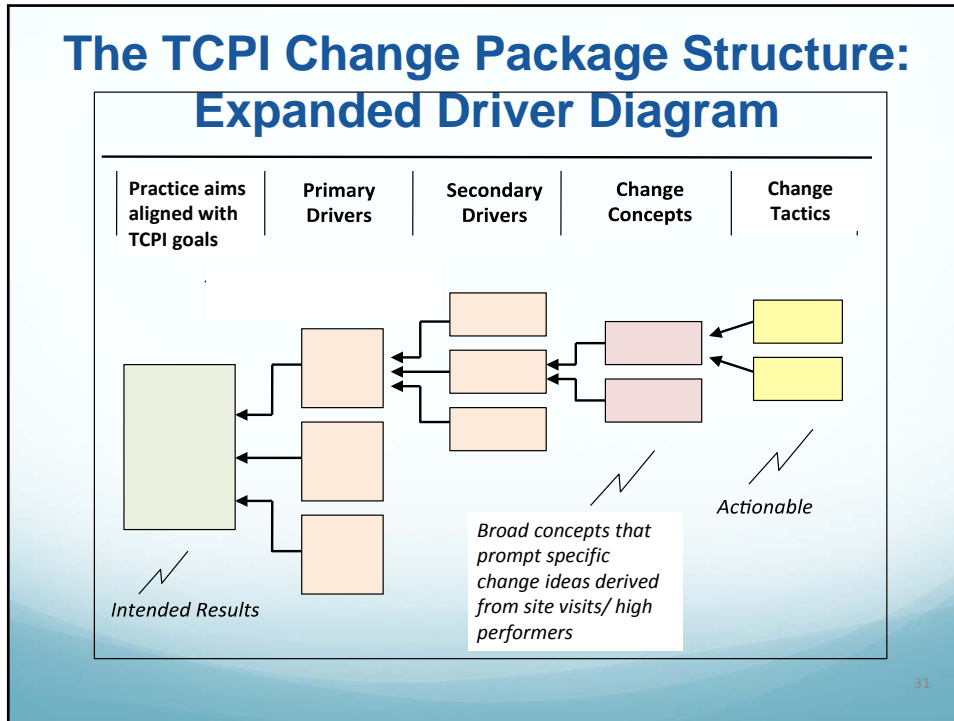 The TCPI Change Package Structure:
Expanded Driver Diagram
Practice aims
aligned with
TCPI goals
Primary
Drivers
Secondary
Drivers
Change
Concepts
Change
Tactics
Intended Results
Broad concepts that
prompt specific
change ideas derived
from site visits/ high
performers
Actionable
31